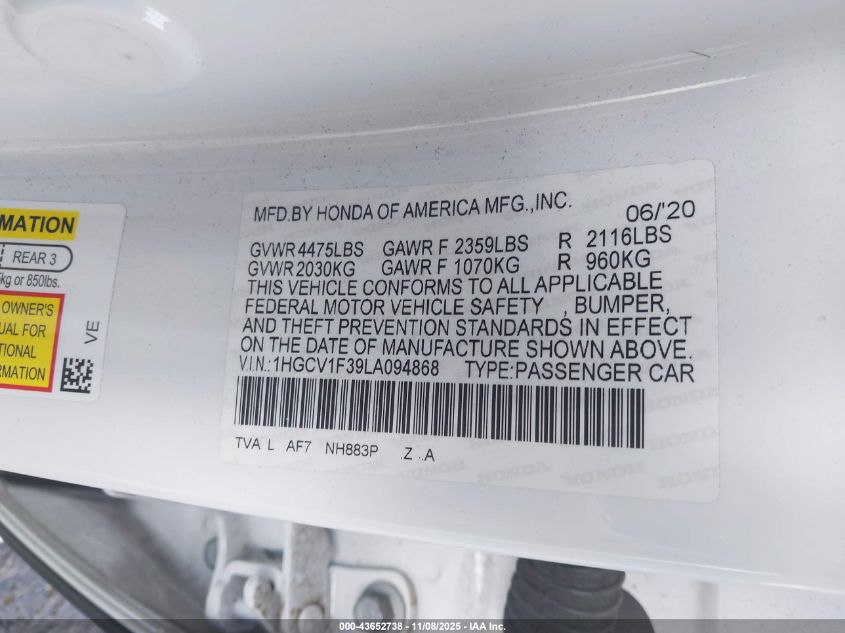 MATION
REAR 3
kg or 850lbs.
OWNER'S
UAL FOR
TIONAL
RMATION
VE
MFD.BY HONDA OF AMERICA MFG.,INC. 06/'20
GVWR 4475LBS GAWR F 2359LBS R 2116LBS
GVWR 2030KG GAWR F 1070KG R 960KG
THIS VEHICLE CONFORMS TO ALL APPLICABLE
FEDERAL MOTOR VEHICLE SAFETY , BUMPER,
AND THEFT PREVENTION STANDARDS IN EFFECT
ON THE DATE OF MANUFACTURE SHOWN ABOVE.
V.I.N.: 1HGCV1F39LA094868 TYPE:PASSENGER CAR
TVA L AF7 NH883P .Z .A
000-43652738 - 11/08/2025 - IAA Inc.